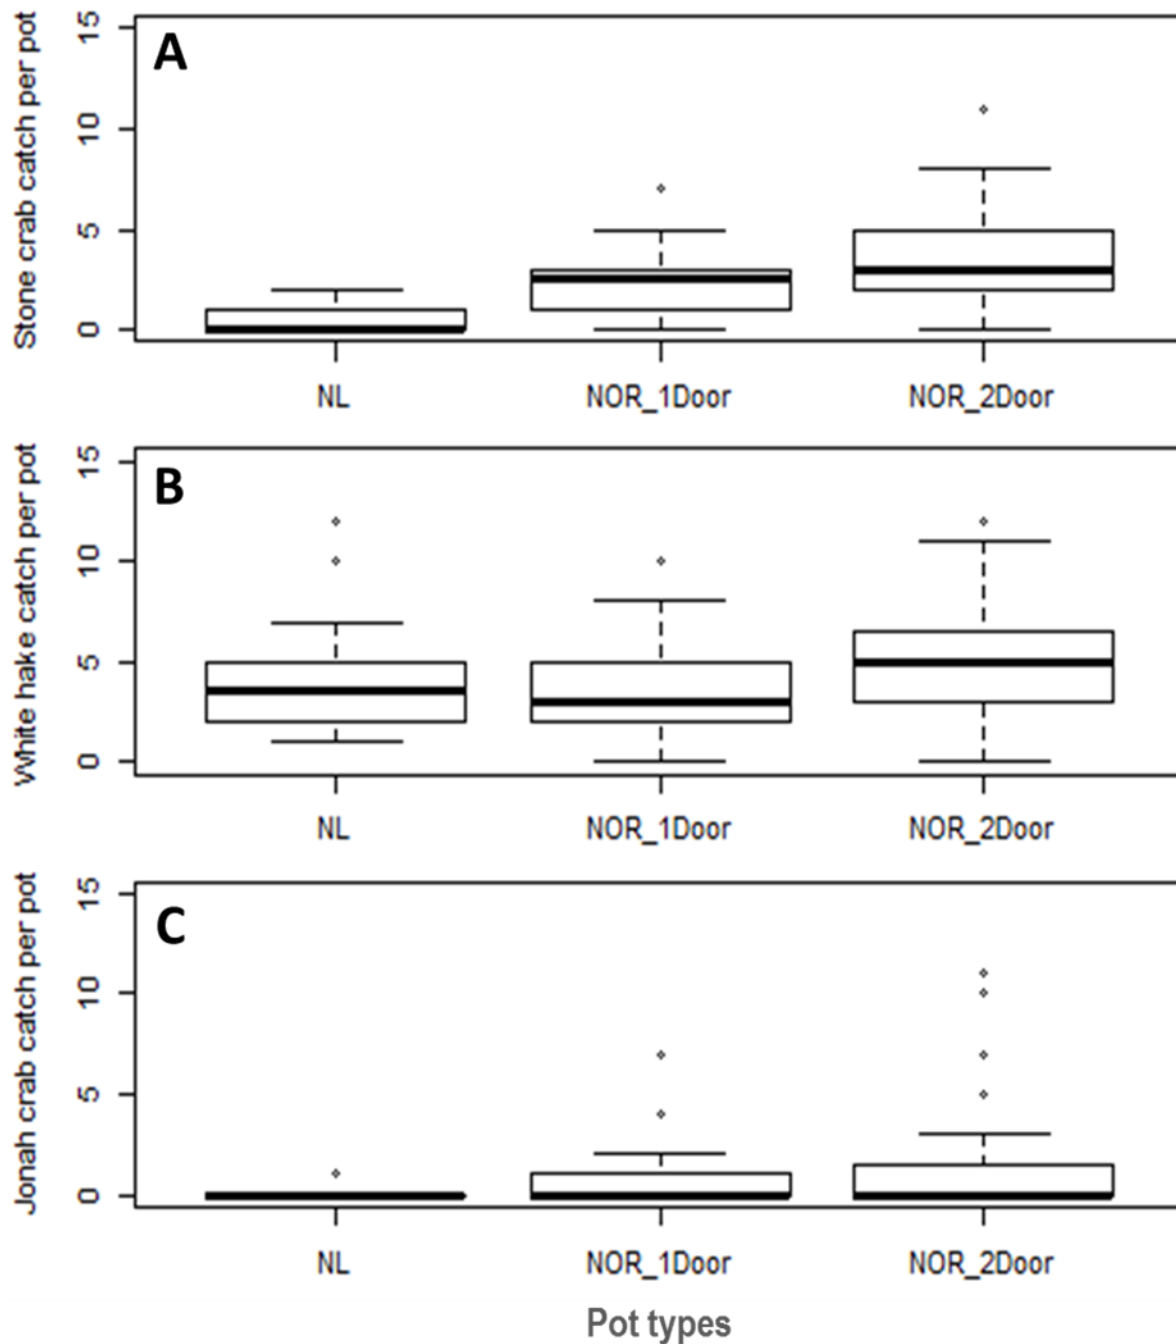 A
Stone crab catch per pot
15
10
5
0
NL NOR_1Door NOR_2Door
B
White hake catch per pot
15
10
5
0
NL NOR_1Door NOR_2Door
C
Jonah crab catch per pot
15
10
5
0
NL NOR_1Door NOR_2Door
Pot types